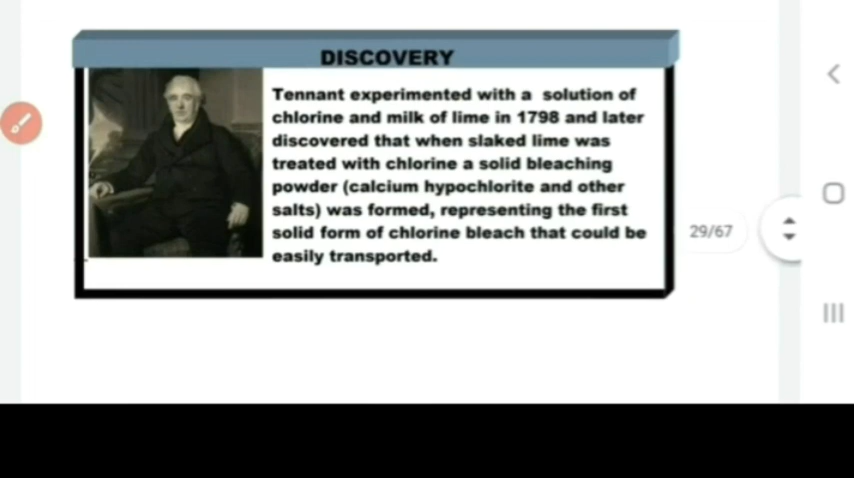 DISCOVERY
Tennant experimented with a solution of
chlorine and milk of lime in 1798 and later
discovered that when slaked lime was
treated with chlorine a solid bleaching
powder (calcium hypochlorite and other
salts) was formed, representing the first
solid form of chlorine bleach that could be
easily transported.
29/67